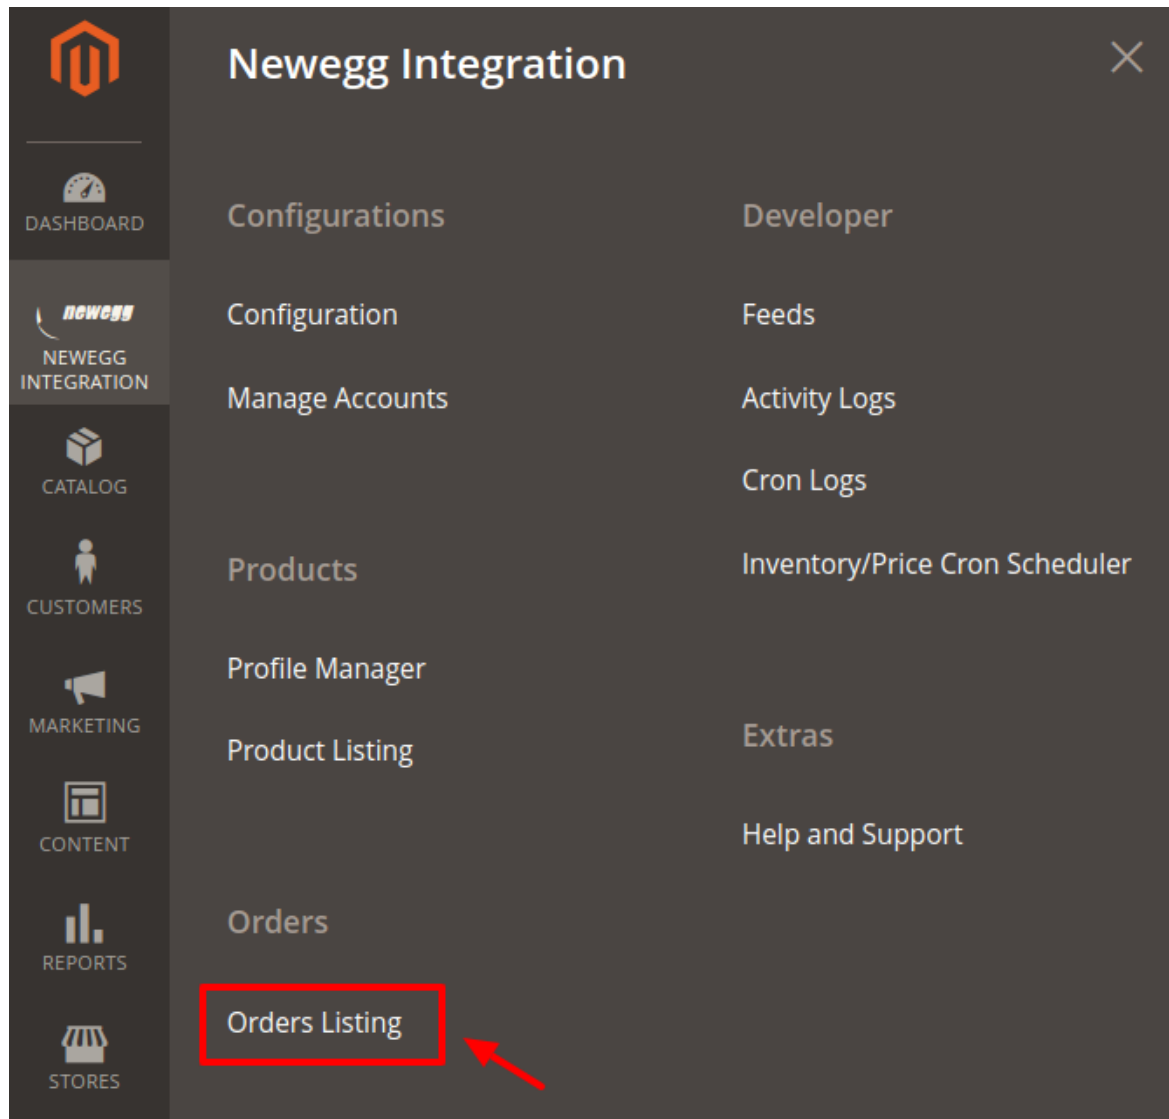 Newegg Integration
DASHBOARD
newegg
NEWEGG
INTEGRATION
CATALOG
CUSTOMERS
MARKETING
CONTENT
REPORTS
STORES
Configurations
Configuration
Manage Accounts
Products
Profile Manager
Product Listing
Orders
Orders Listing
Developer
Feeds
Activity Logs
Cron Logs
Inventory/Price Cron Scheduler
Extras
Help and Support